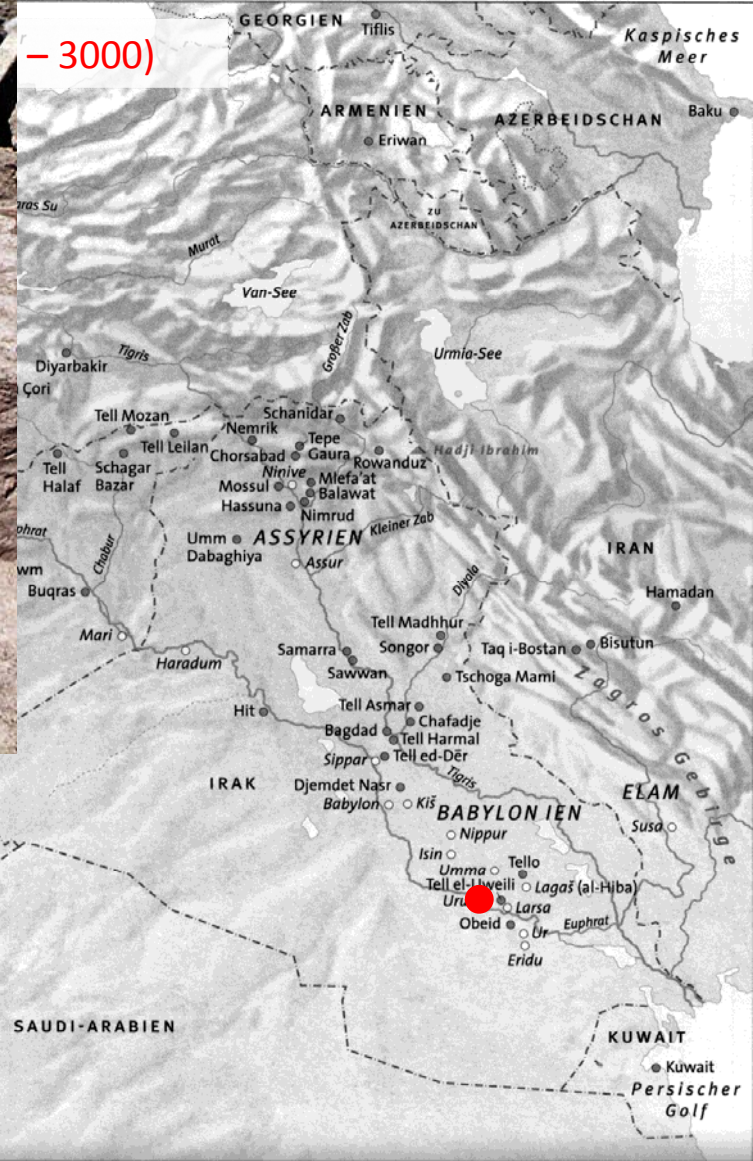 – 3000)
GEORGIEN
Tiflis
Kaspisches
Meer
ARMENIEN
AZERBEIDSCHAN
Baku
Eriwan
ZU
AZERBEIDSCHAN
Murat
Van-See
Großer Zab
Urmia-See
Tigris
Diyarbakir
Çori
Tell Mozan
Schanidar
Nemrik
Tell Leilan
Tepe
Gaura
Chorsabad
Rowanduz
Hadji Ibrahim
Tell
Halaf
Schagar
Bazar
Ninive
Mossul
Mlefa'at
Balawat
Hassuna
Nimrud
Umm
Dabaghiya
ASSYRIEN
Kleiner Zab
Assur
IRAN
Chabur
Buqras
Diyala
Hamadan
Mari
Haradum
Tell Madhhur
Songor
Samarra
Sawwan
Taq i-Bostan
Bisutun
Tschoga Mami
Zagros Gebirge
Hit
Tell Asmar
Chafadje
Bagdad
Tell Harmal
Sippar
Tell ed-Dēr
Tigris
IRAK
Djemdet Nasr
Babylon
Kiš
BABYLONIEN
ELAM
Susa
Nippur
Isin
Umma
Tello
Tell el-Uweili
Lagaš (al-Hiba)
Larsa
Obeid
Ur
Euphrat
Eridu
SAUDI-ARABIEN
KUWAIT
Kuwait
Persischer
Golf